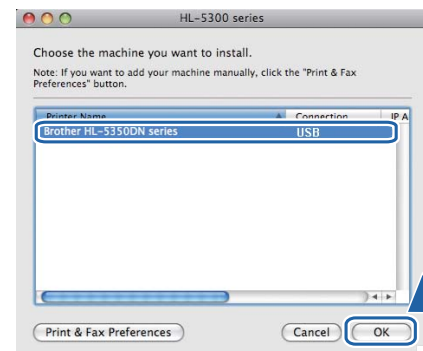 HL-5300 series
Choose the machine you want to install.
Note: If you want to add your machine manually, click the "Print & Fax
Preferences" button.
Printer Name Connection IP A
Brother HL-5350DN series USB
Print & Fax Preferences Cancel OK